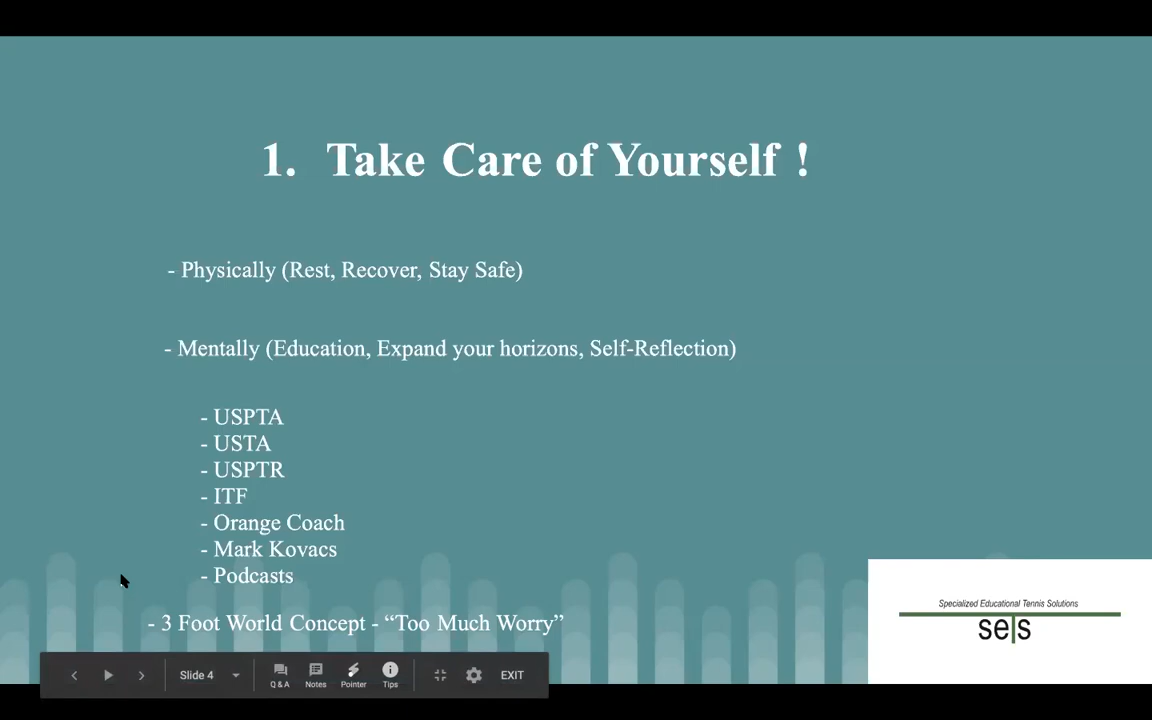 1. Take Care of Yourself !
- Physically (Rest, Recover, Stay Safe)
- Mentally (Education, Expand your horizons, Self-Reflection)
- USPTA
- USTA
- USPTR
- ITF
- Orange Coach
- Mark Kovacs
- Podcasts
- 3 Foot World Concept - “Too Much Worry”
Specialized Educational Tennis Solutions
sets
Slide 4
Q & A
Notes
Pointer
Tips
EXIT